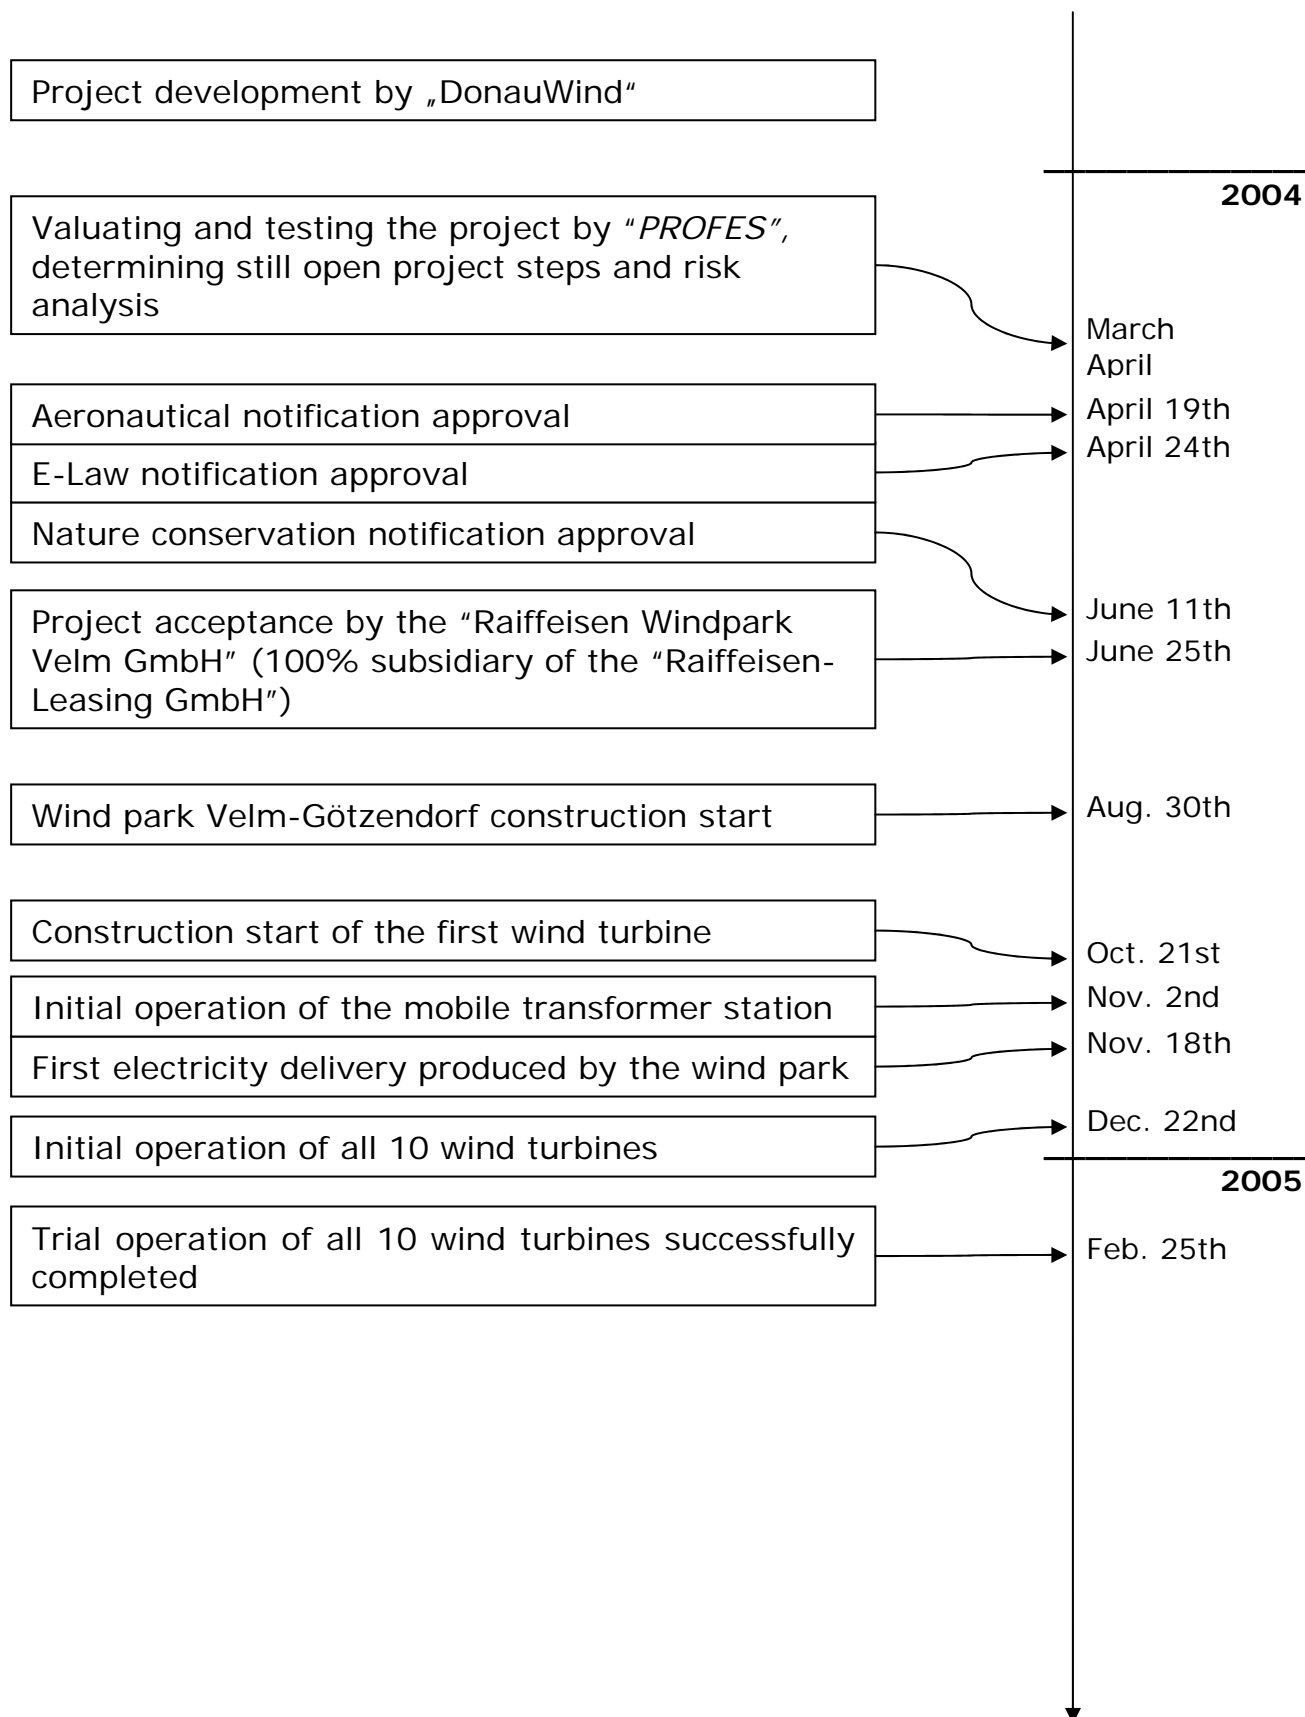 Project development by „DonauWind“
2004
Valuating and testing the project by “PROFES”,
determining still open project steps and risk
analysis
March
April
Aeronautical notification approval
April 19th
E-Law notification approval
April 24th
Nature conservation notification approval
June 11th
Project acceptance by the “Raiffeisen Windpark
Velm GmbH” (100% subsidiary of the “Raiffeisen-
Leasing GmbH”)
June 25th
Wind park Velm-Götzendorf construction start
Aug. 30th
Construction start of the first wind turbine
Oct. 21st
Initial operation of the mobile transformer station
Nov. 2nd
First electricity delivery produced by the wind park
Nov. 18th
Initial operation of all 10 wind turbines
Dec. 22nd
2005
Trial operation of all 10 wind turbines successfully
completed
Feb. 25th